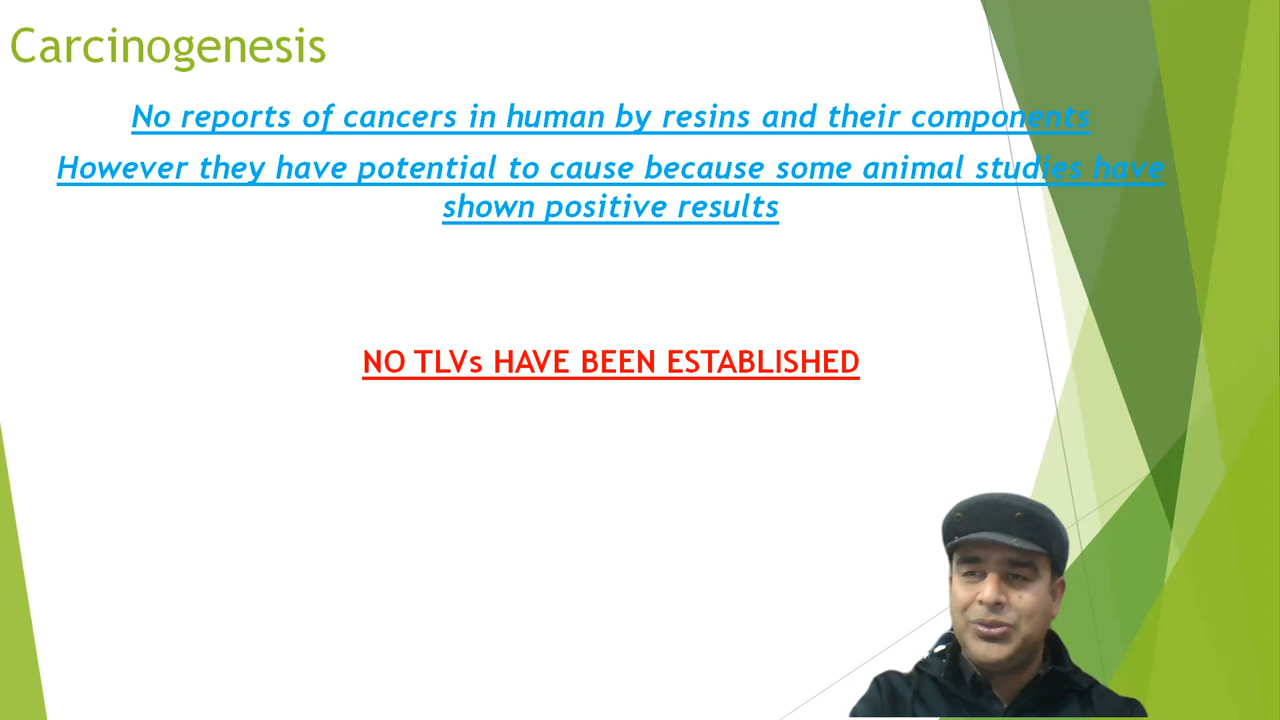 Carcinogenesis
No reports of cancers in human by resins and their components
However they have potential to cause because some animal studies have
shown positive results
NO TLVs HAVE BEEN ESTABLISHED